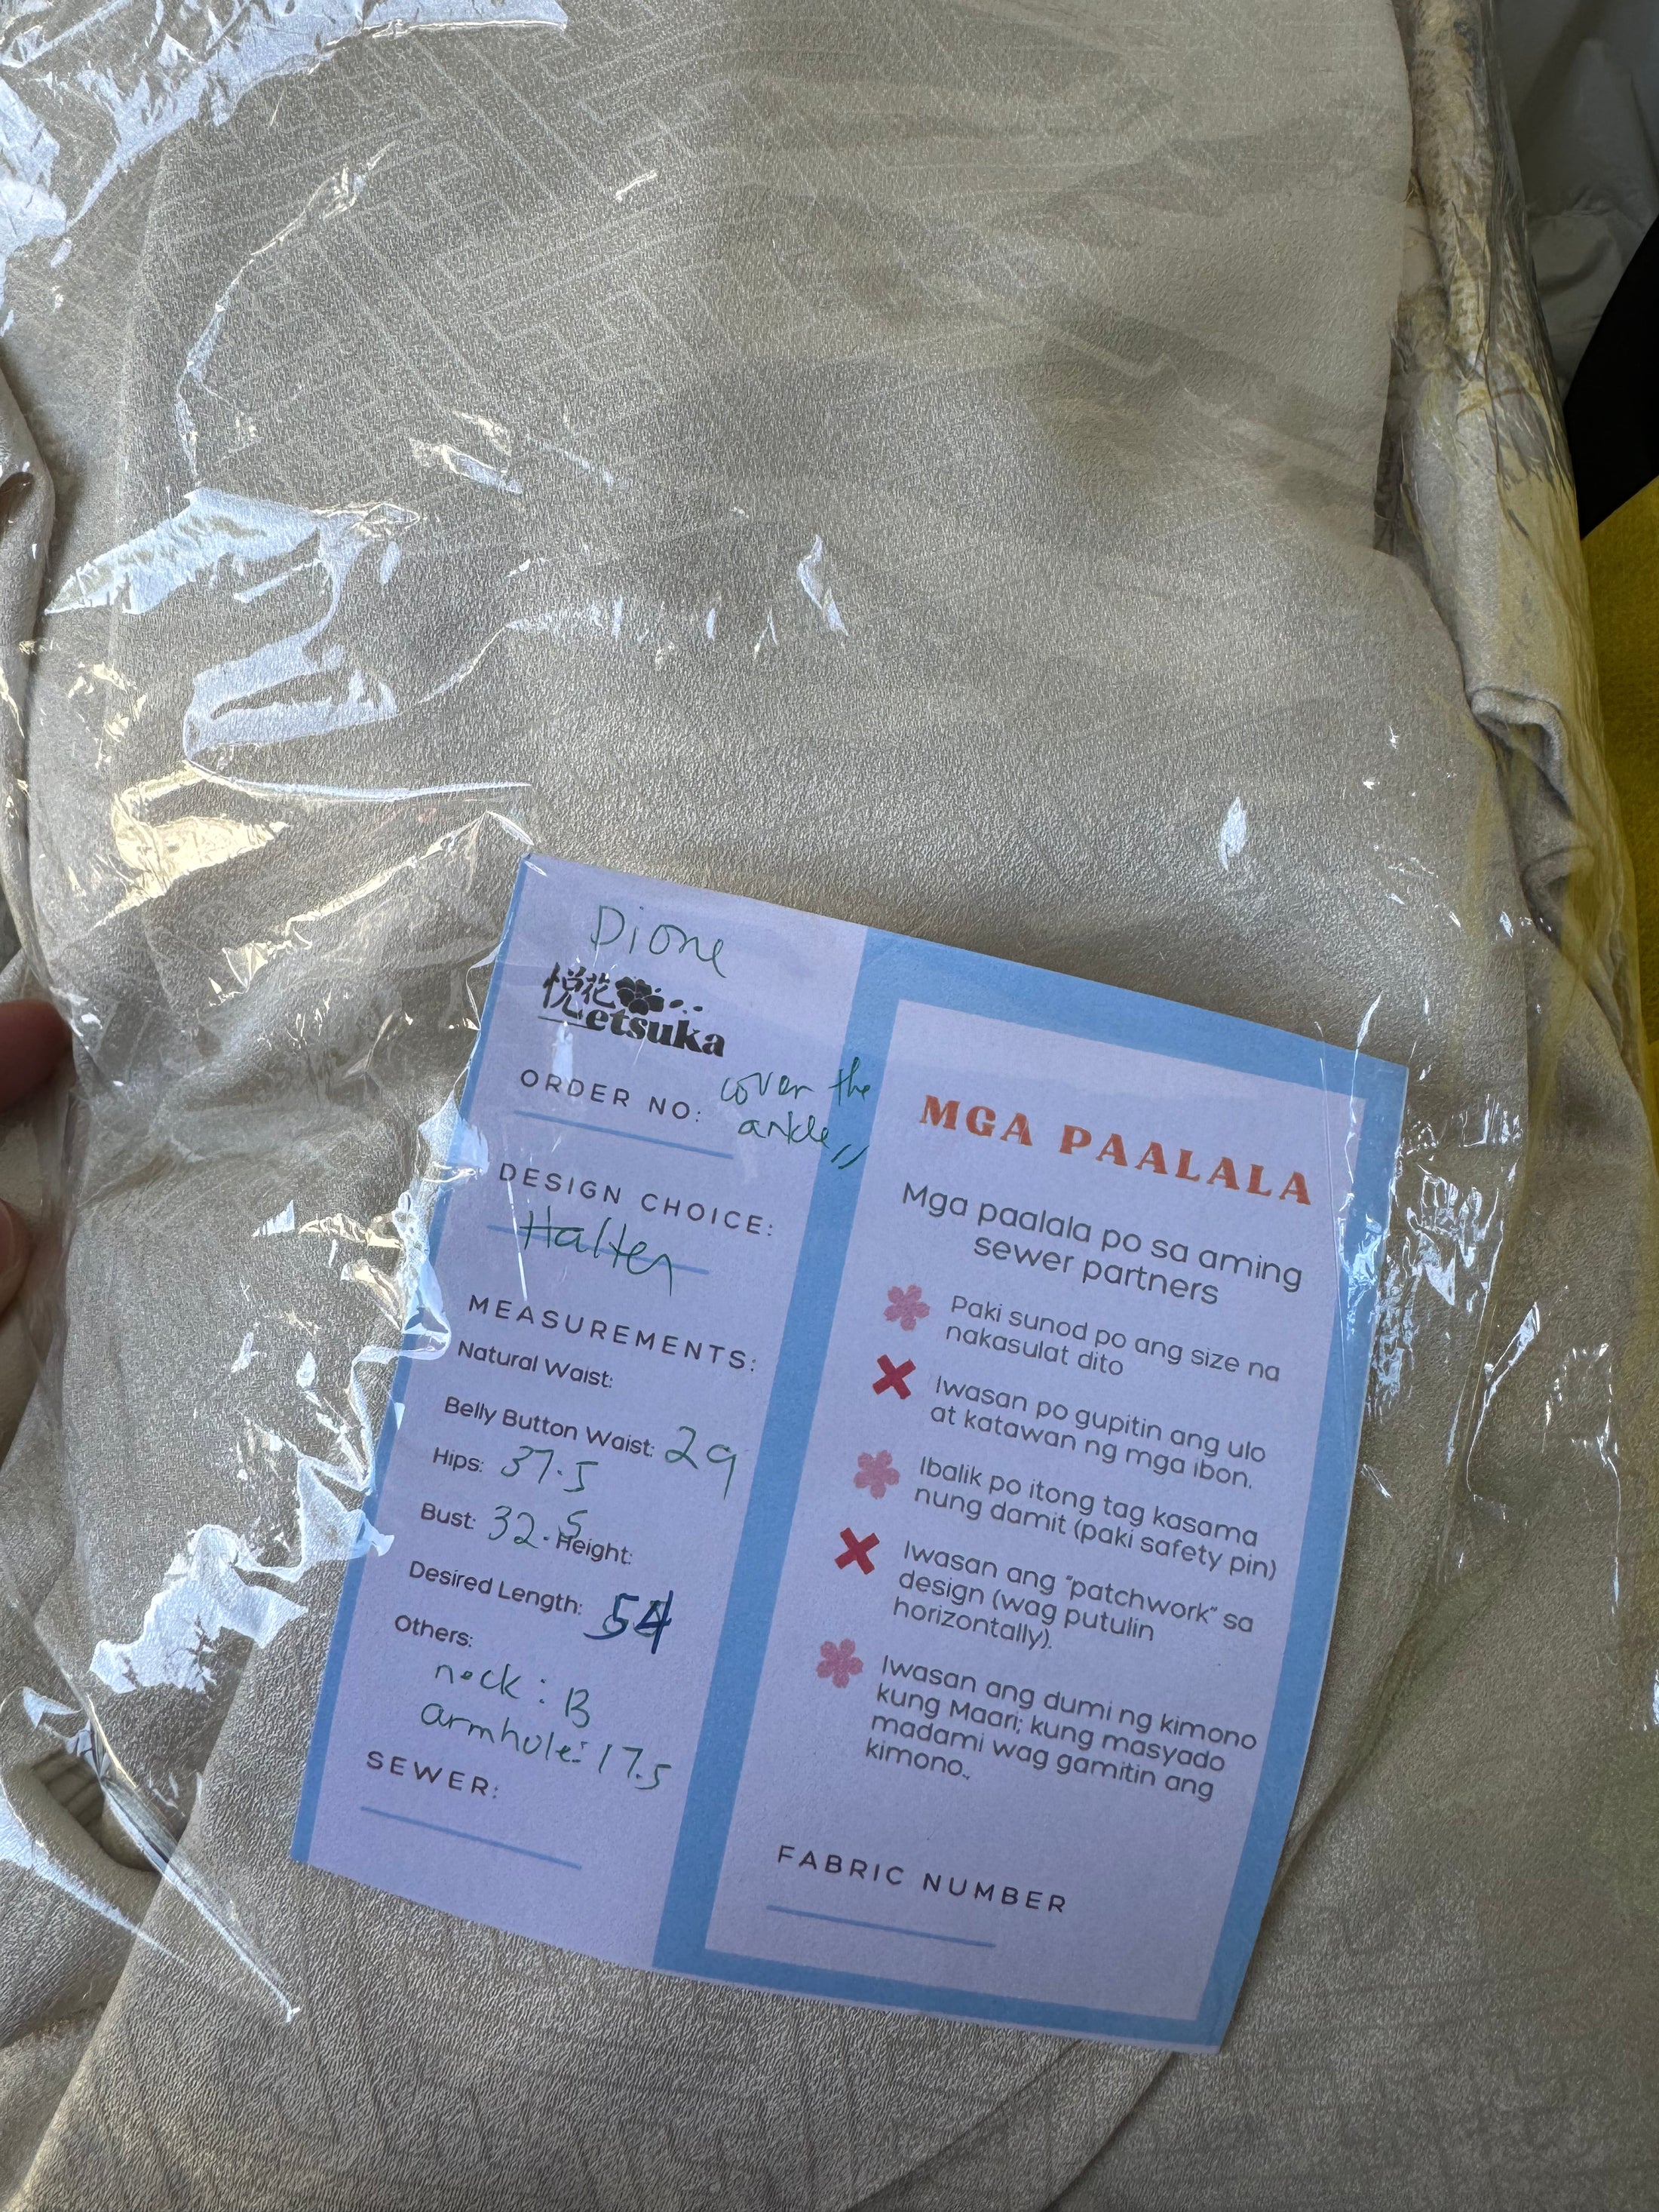 Dione
悦花
etsuka
ORDER NO: cover the
ankle
DESIGN CHOICE:
Halter
MEASUREMENTS:
Natural Waist:
Belly Button Waist: 29
Hips: 37.5
Bust: 32.5 Height:
Desired Length: 54
Others:
neck: 13
armhole: 17.5
SEWER:
MGA PAALALA
Mga paalala po sa aming
sewer partners
Paki sunod po ang size na
nakasulat dito
Iwasan po gupitin ang ulo
at katawan ng mga ibon.
Ibalik po itong tag kasama
nung damit (paki safety pin)
Iwasan ang "patchwork" sa
design (wag putulin
horizontally).
Iwasan ang dumi ng kimono
kung Maari; kung masyado
madami wag gamitin ang
kimono.,
FABRIC NUMBER